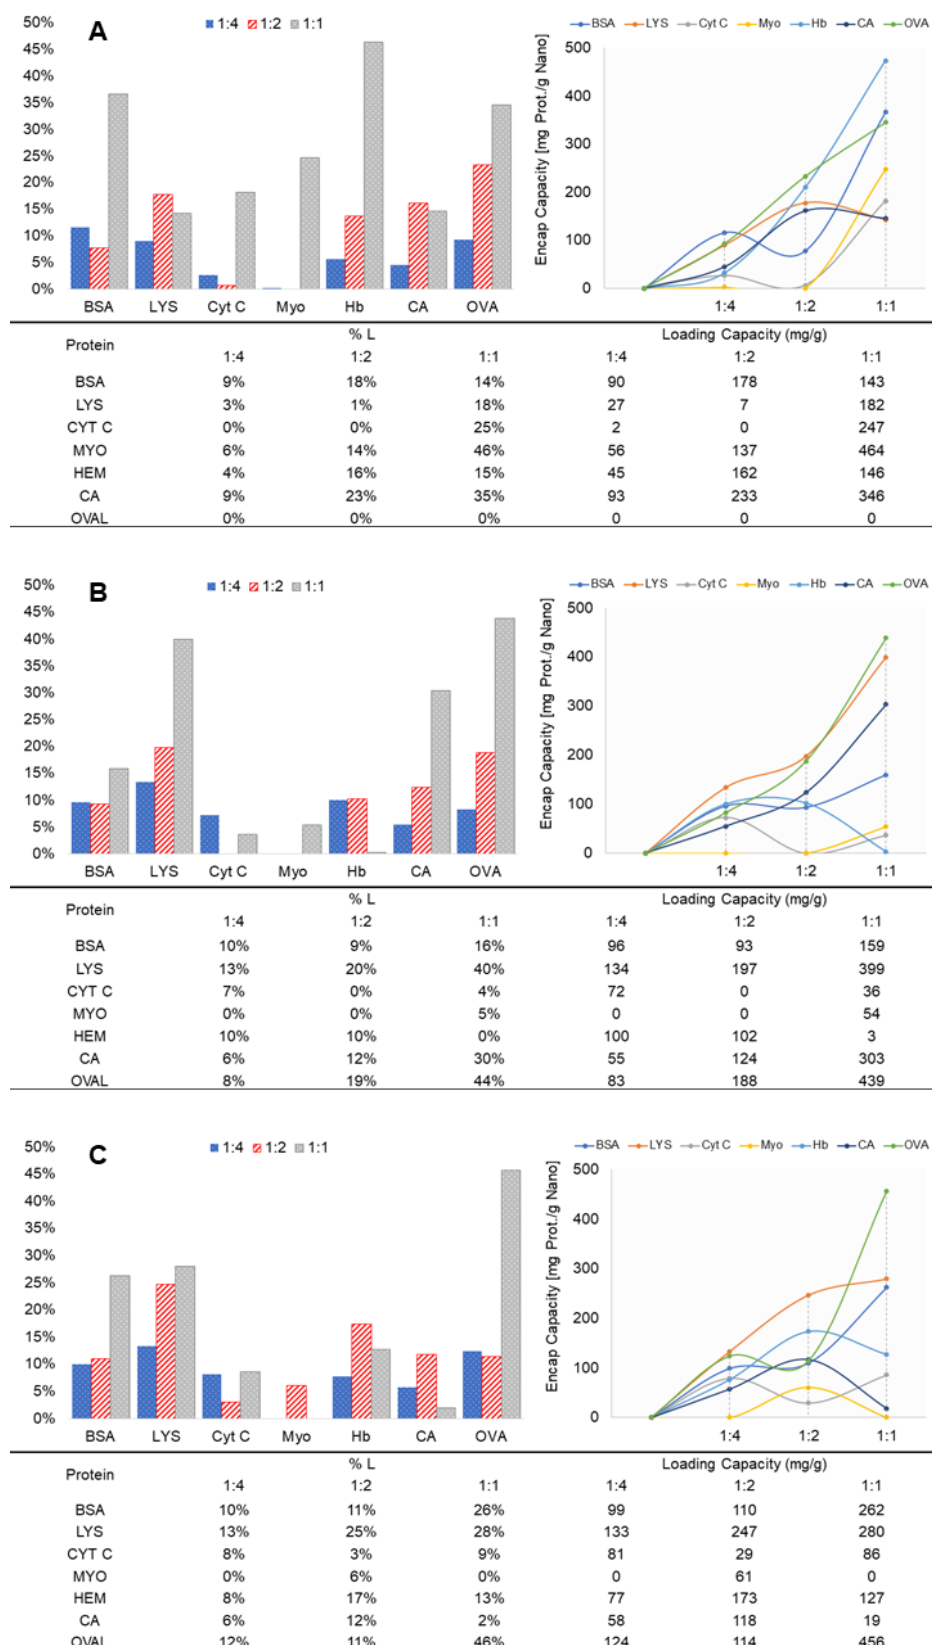 A
1:4 1:2 1:1
50%
45%
40%
35%
30%
25%
20%
15%
10%
5%
0%
BSA LYS Cyt C Myo Hb CA OVA
BSA LYS Cyt C Myo Hb CA OVA
Encap Capacity [mg Prot./g Nano]
500
400
300
200
100
0
1:4 1:2 1:1
Protein % L Loading Capacity (mg/g)
1:4 1:2 1:1 1:4 1:2 1:1
BSA 9% 18% 14% 90 178 143
LYS 3% 1% 18% 27 7 182
CYT C 0% 0% 25% 2 0 247
MYO 6% 14% 46% 56 137 464
HEM 4% 16% 15% 45 162 146
CA 9% 23% 35% 93 233 346
OVAL 0% 0% 0% 0 0 0
B
1:4 1:2 1:1
50%
45%
40%
35%
30%
25%
20%
15%
10%
5%
0%
BSA LYS Cyt C Myo Hb CA OVA
BSA LYS Cyt C Myo Hb CA OVA
Encap Capacity [mg Prot./g Nano]
500
400
300
200
100
0
1:4 1:2 1:1
Protein % L Loading Capacity (mg/g)
1:4 1:2 1:1 1:4 1:2 1:1
BSA 10% 9% 16% 96 93 159
LYS 13% 20% 40% 134 197 399
CYT C 7% 0% 4% 72 0 36
MYO 0% 0% 5% 0 0 54
HEM 10% 10% 0% 100 102 3
CA 6% 12% 30% 55 124 303
OVAL 8% 19% 44% 83 188 439
C
1:4 1:2 1:1
50%
45%
40%
35%
30%
25%
20%
15%
10%
5%
0%
BSA LYS Cyt C Myo Hb CA OVA
BSA LYS Cyt C Myo Hb CA OVA
Encap Capacity [mg Prot./g Nano]
500
400
300
200
100
0
1:4 1:2 1:1
Protein % L Loading Capacity (mg/g)
1:4 1:2 1:1 1:4 1:2 1:1
BSA 10% 11% 26% 99 110 262
LYS 13% 25% 28% 133 247 280
CYT C 8% 3% 9% 81 29 86
MYO 0% 6% 0% 0 61 0
HEM 8% 17% 13% 77 173 127
CA 6% 12% 2% 58 118 19
OVAL 12% 11% 46% 124 114 456